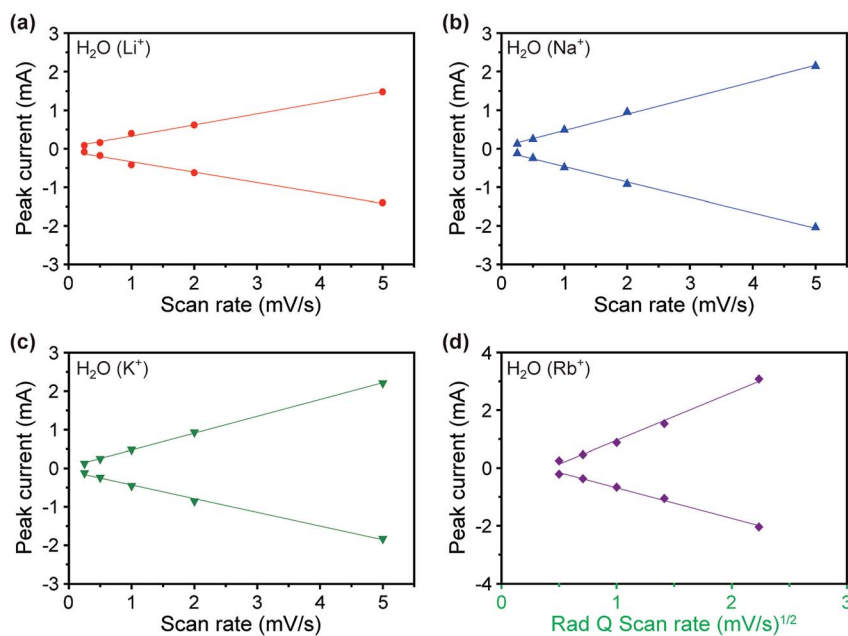 (a)
H₂O (Li⁺)
Peak current (mA)
3
2
1
0
-1
-2
-3
0 1 2 3 4 5
Scan rate (mV/s)
(b)
H₂O (Na⁺)
Peak current (mA)
3
2
1
0
-1
-2
-3
0 1 2 3 4 5
Scan rate (mV/s)
(c)
H₂O (K⁺)
Peak current (mA)
3
2
1
0
-1
-2
-3
0 1 2 3 4 5
Scan rate (mV/s)
(d)
H₂O (Rb⁺)
Peak current (mA)
4
2
0
-2
-4
0 1 2 3
Rad Q Scan rate (mV/s)¹/²